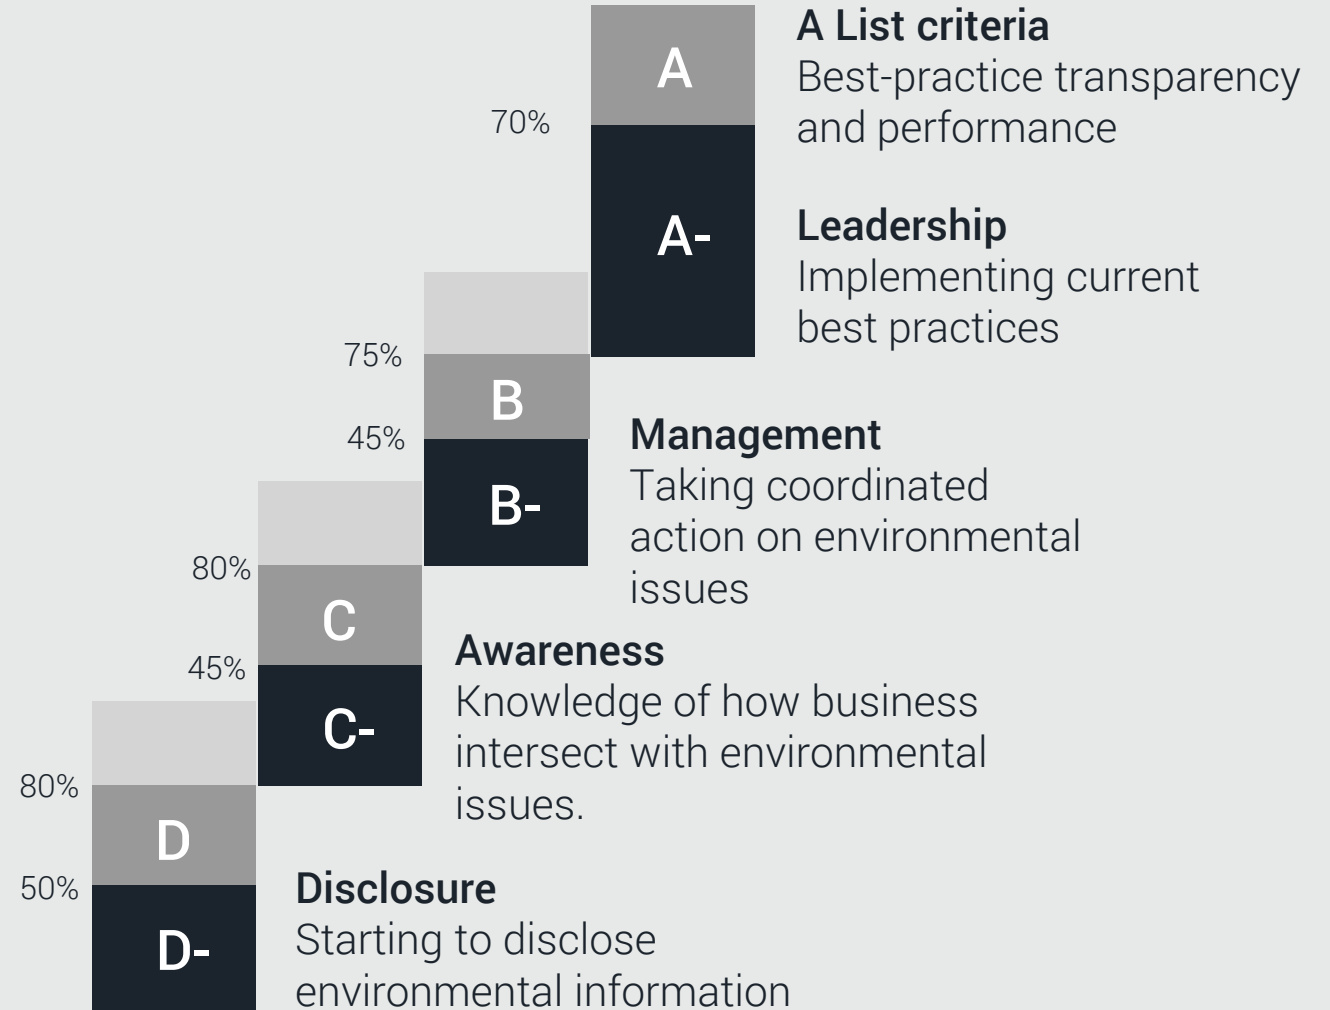 A
A List criteria
Best-practice transparency
and performance
70%
A-
Leadership
Implementing current
best practices
75%
B
45%
B-
Management
Taking coordinated
action on environmental
issues
80%
C
45%
C-
Awareness
Knowledge of how business
intersect with environmental
issues.
80%
D
50%
D-
Disclosure
Starting to disclose
environmental information